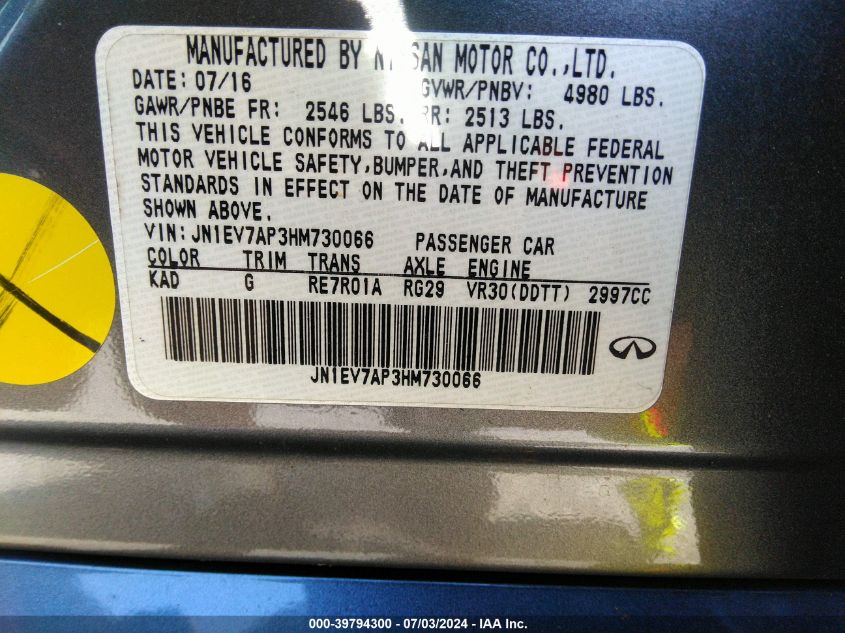 MANUFACTURED BY NISSAN MOTOR CO.,LTD.
DATE: 07/16 GVWR/PNBV: 4980 LBS.
GAWR/PNBE FR: 2546 LBS. RR: 2513 LBS.
THIS VEHICLE CONFORMS TO ALL APPLICABLE FEDERAL
MOTOR VEHICLE SAFETY,BUMPER,AND THEFT PREVENTION
STANDARDS IN EFFECT ON THE DATE OF MANUFACTURE
SHOWN ABOVE.
VIN: JN1EV7AP3HM730066 PASSENGER CAR
COLOR TRIM TRANS AXLE ENGINE
KAD G RE7R01A RG29 VR30(DDTT) 2997CC
JN1EV7AP3HM730066
000-39794300 - 07/03/2024 - IAA Inc.